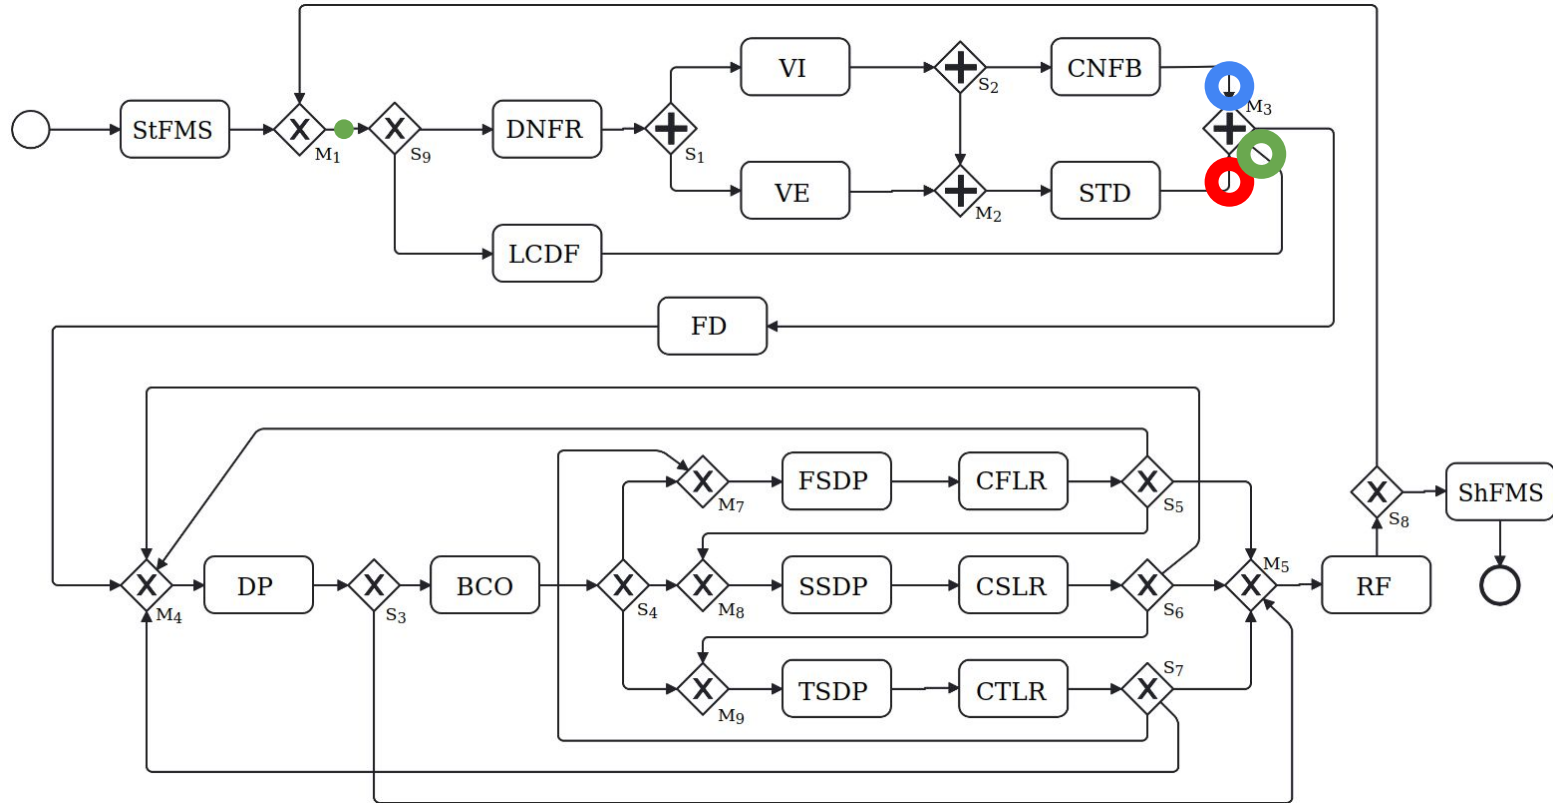 VI
CNFB
S2
StFMS
DNFR
M3
M1
S9
S1
VE
STD
M2
LCDF
FD
FSDP
CFLR
M7
S5
ShFMS
S8
DP
BCO
SSDP
CSLR
M5
RF
M4
S3
S4
M8
S6
TSDP
CTLR
S7
M9